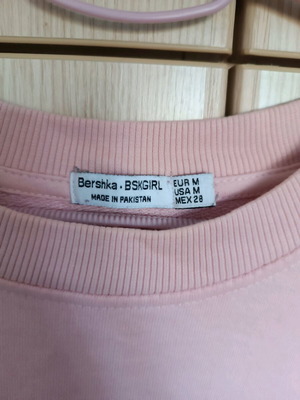 Bershka • BSKGIRL
MADE IN PAKISTAN
EUR M
USA M
MEX 28